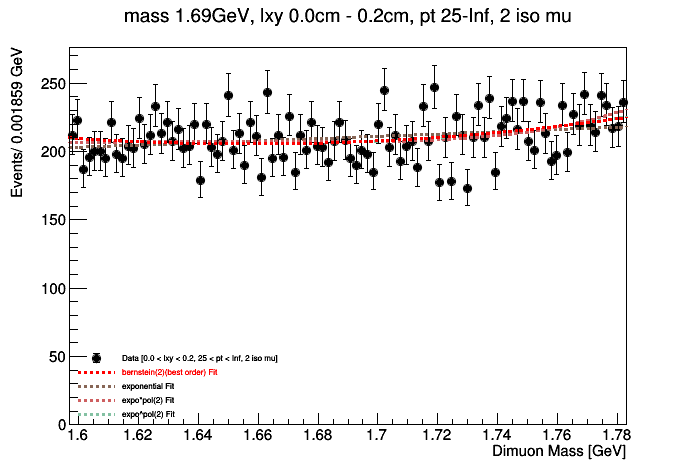 mass 1.69GeV, lxy 0.0cm - 0.2cm, pt 25-Inf, 2 iso mu
Events/ 0.001859 GeV
250
200
150
100
50
0
Data [0.0 < lxy < 0.2, 25 < pt < Inf, 2 iso mu]
bernstein(2)(best order) Fit
exponential Fit
expo*pol(2) Fit
expo*pol(2) Fit
1.6 1.62 1.64 1.66 1.68 1.7 1.72 1.74 1.76 1.78
Dimuon Mass [GeV]